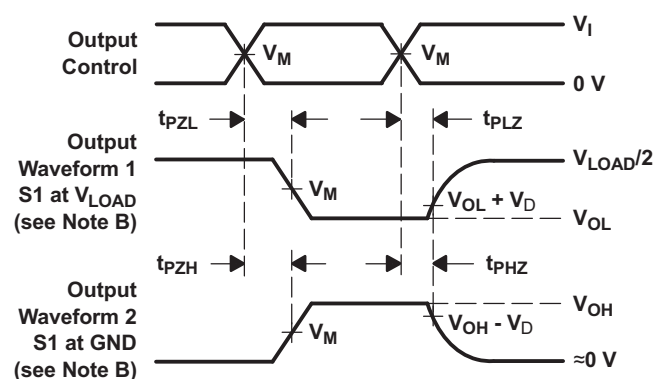 Output
Control
V_M
V_M
V_I
0 V
t_PZL
t_PLZ
Output
Waveform 1
S1 at V_LOAD
(see Note B)
V_M
V_LOAD/2
V_OL + V_D
V_OL
t_PZH
t_PHZ
Output
Waveform 2
S1 at GND
(see Note B)
V_M
V_OH
V_OH - V_D
≈0 V